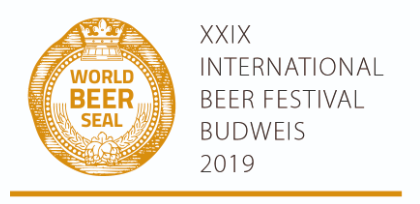 WORLD
BEER
SEAL
XXIX
INTERNATIONAL
BEER FESTIVAL
BUDWEIS
2019